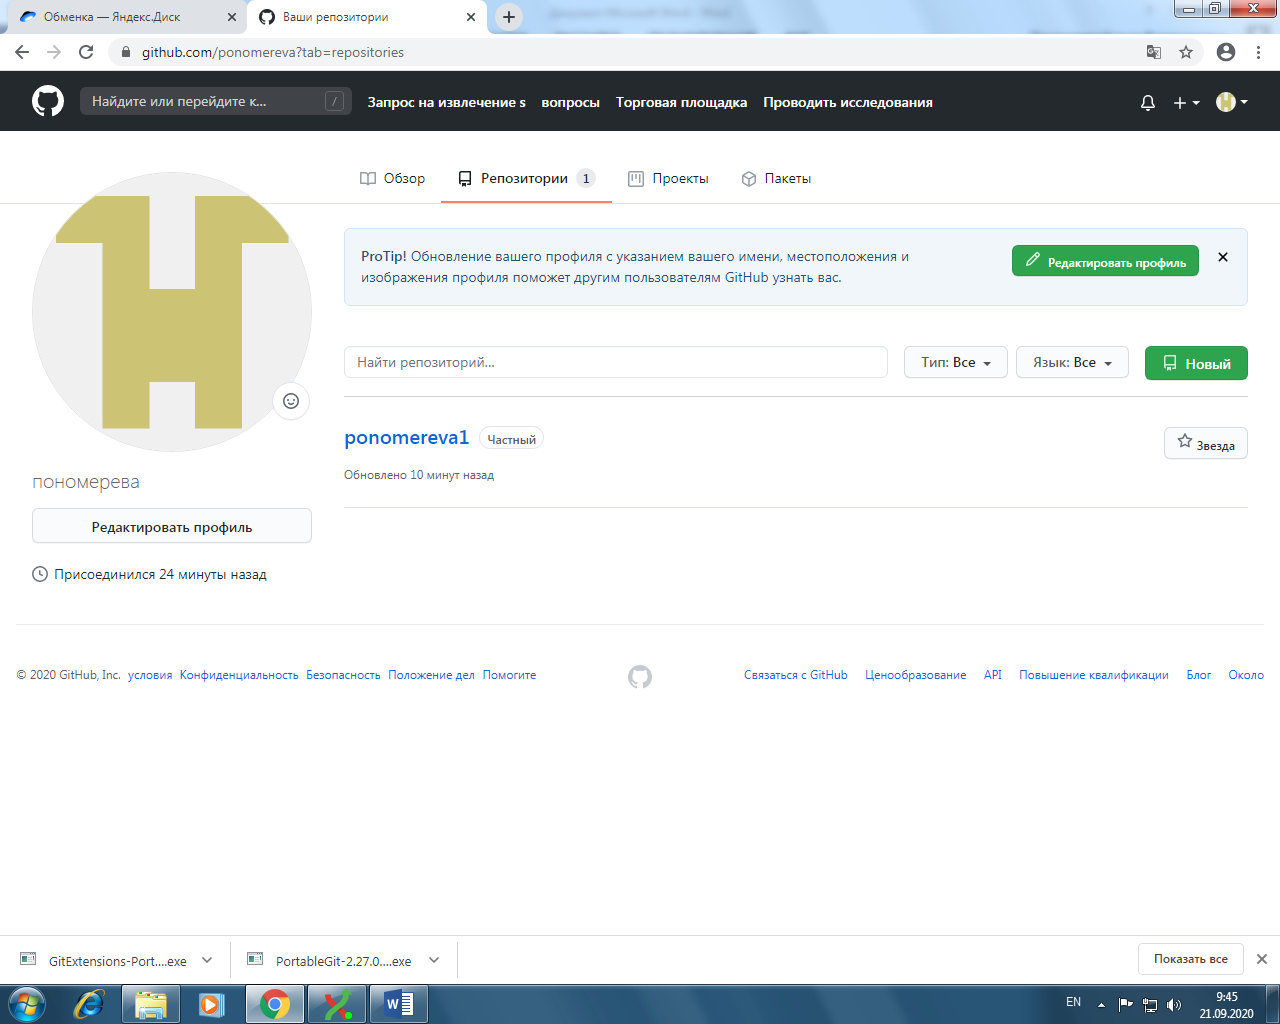 Обменка — Яндекс.Диск
Ваши репозитории
github.com/ponomereva?tab=repositories
Найдите или перейдите к...
/
Запрос на извлечение s
вопросы
Торговая площадка
Проводить исследования
Обзор
Репозитории 1
Проекты
Пакеты
ProTip! Обновление вашего профиля с указанием вашего имени, местоположения и
изображения профиля поможет другим пользователям GitHub узнать вас.
Редактировать профиль
Найти репозиторий...
Тип: Все
Язык: Все
Новый
ponomereva1
Частный
Звезда
Обновлено 10 минут назад
пономерева
Редактировать профиль
Присоединился 24 минуты назад
© 2020 GitHub, Inc. условия Конфиденциальность Безопасность Положение дел Помогите
Связаться с GitHub Ценообразование API Повышение квалификации Блог Около
GitExtensions-Port....exe
PortableGit-2.27.0....exe
Показать все
EN
9:45
21.09.2020